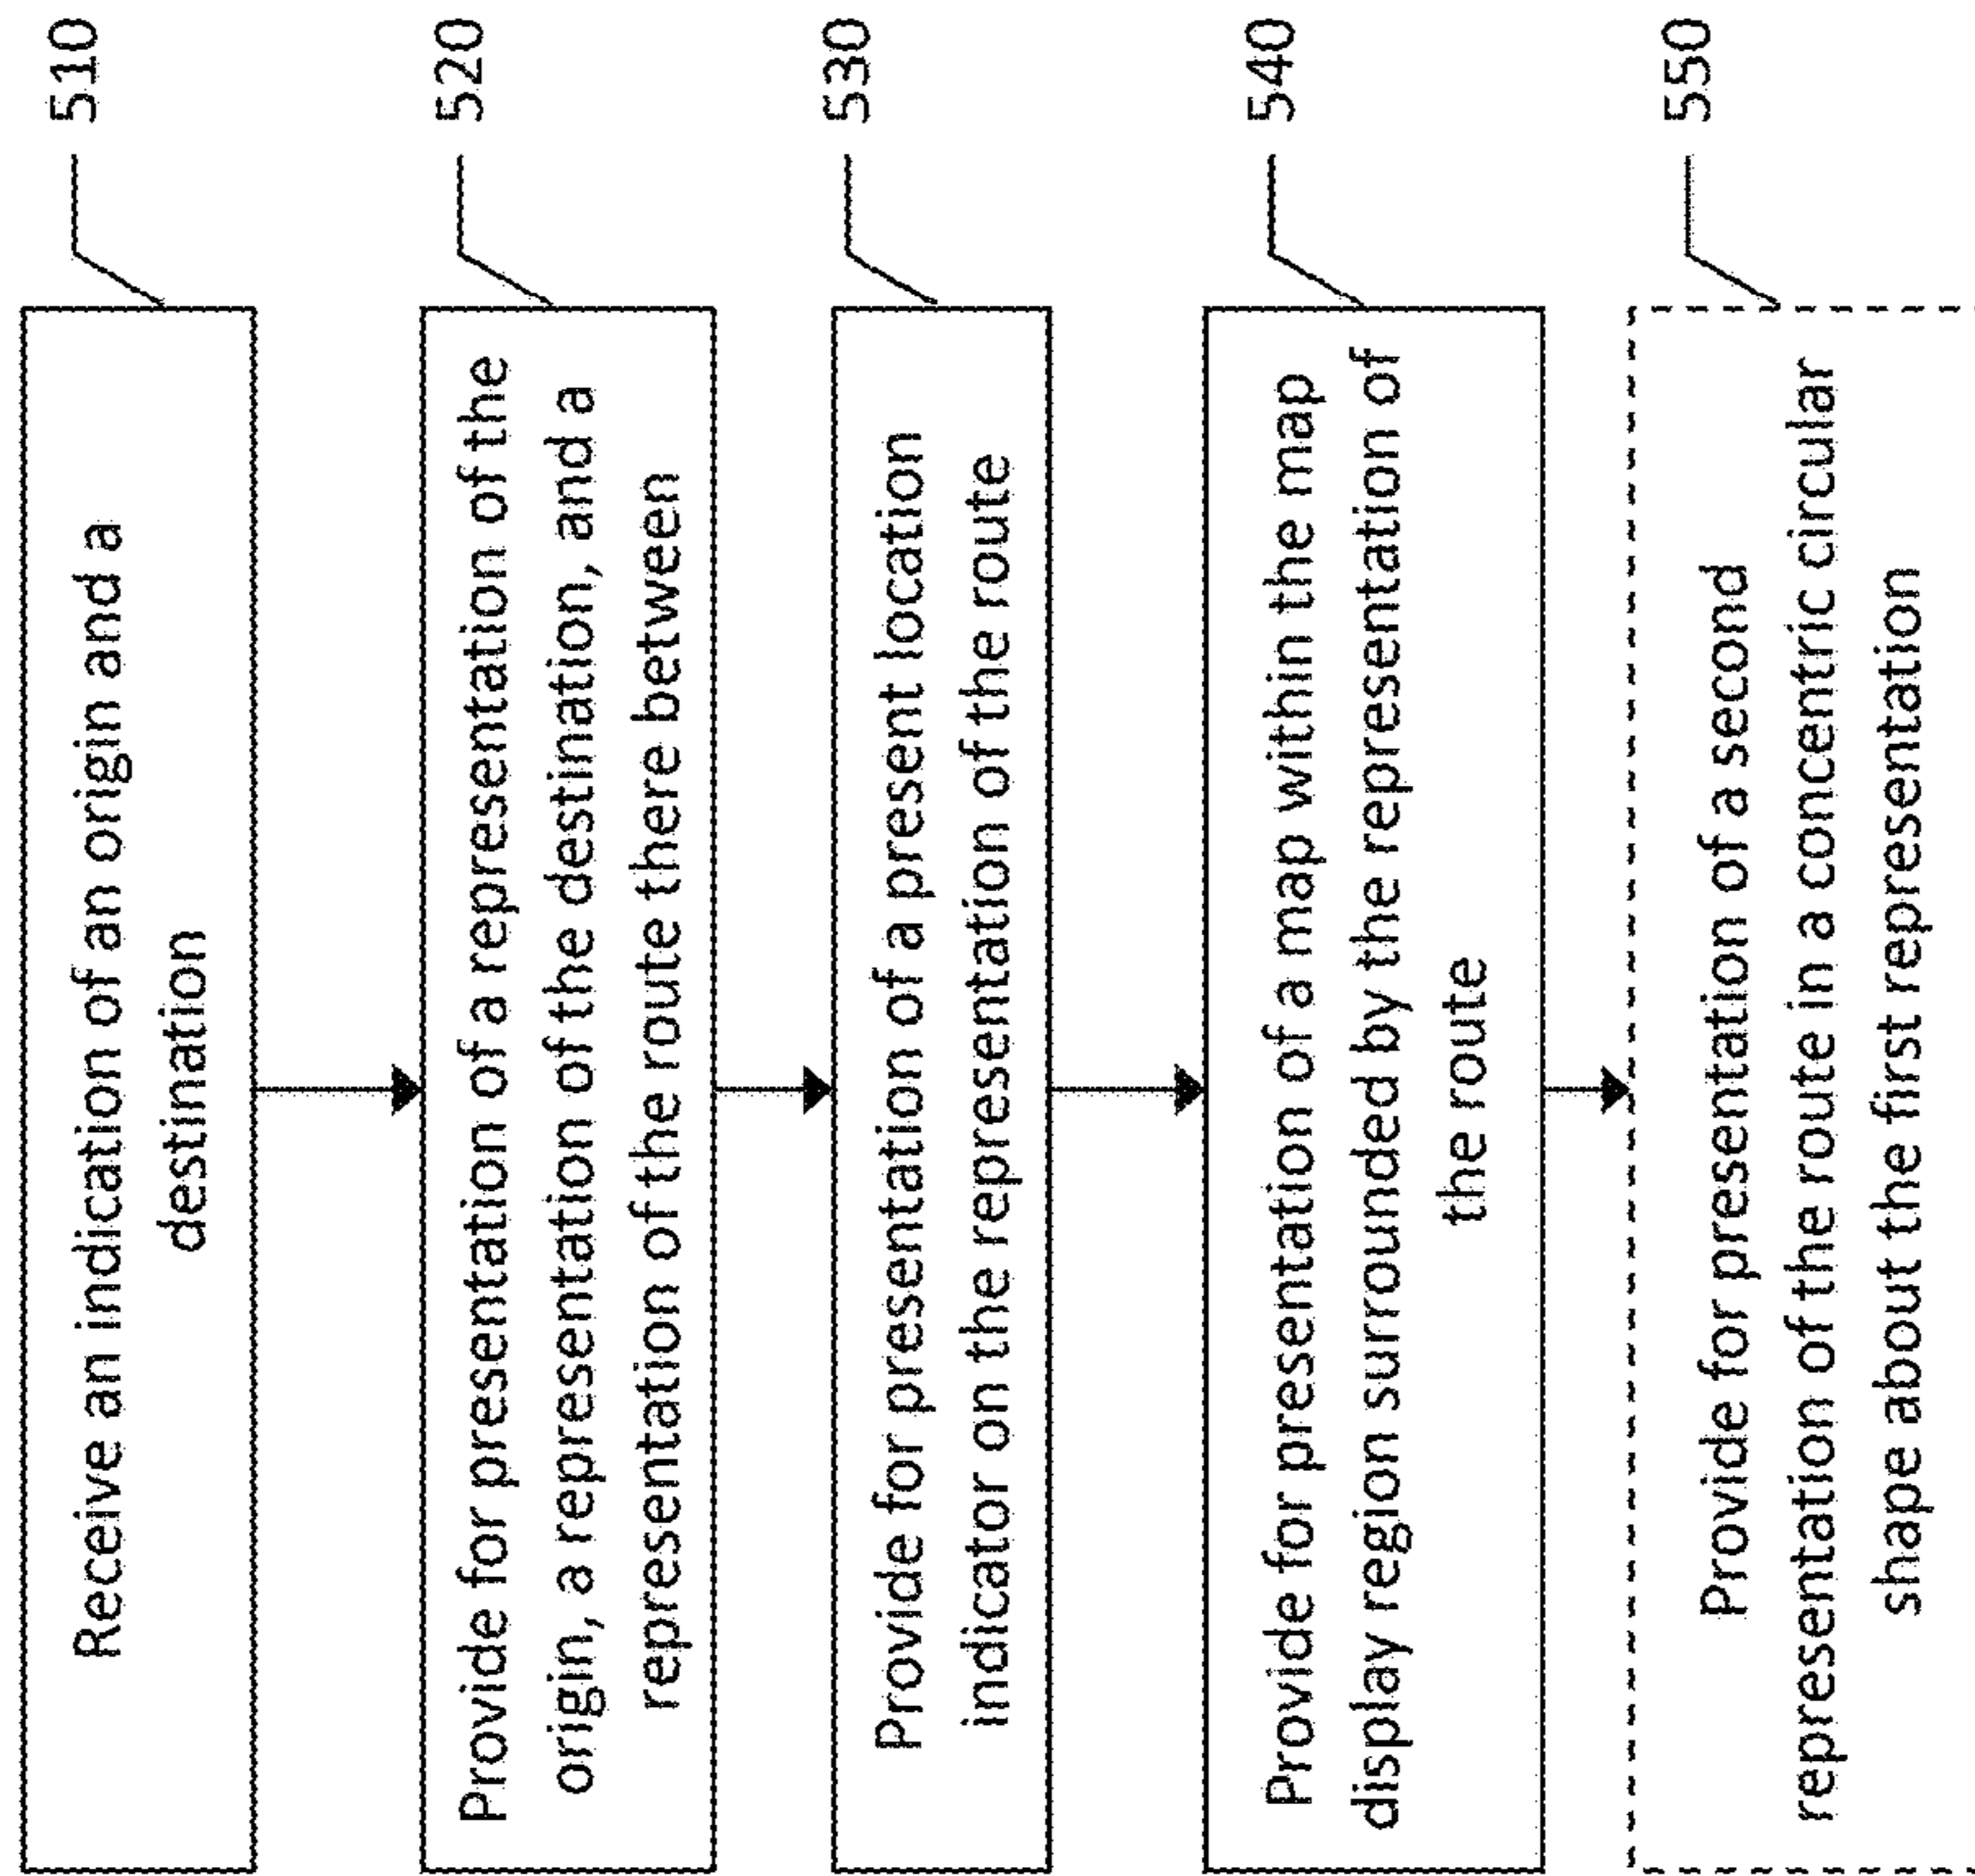 Receive an indication of an origin and a
destination
510
Provide for presentation of a representation of the
origin, a representation of the destination, and a
representation of the route there between
520
Provide for presentation of a present location
indicator on the representation of the route
530
Provide for presentation of a map within the map
display region surrounded by the representation of
the route
540
Provide for presentation of a second
representation of the route in a concentric circular
shape about the first representation
550